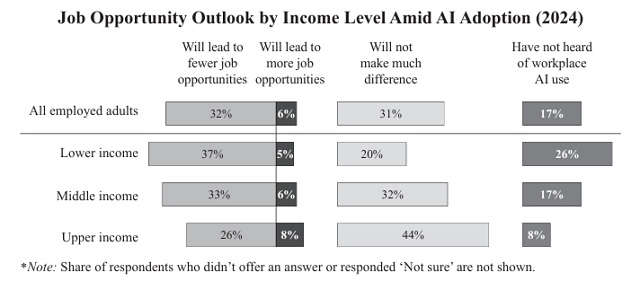 Job Opportunity Outlook by Income Level Amid AI Adoption (2024)
Will lead to fewer job opportunities
Will lead to more job opportunities
Will not make much difference
Have not heard of workplace AI use
All employed adults 32% 6% 31% 17%
Lower income 37% 5% 20% 26%
Middle income 33% 6% 32% 17%
Upper income 26% 8% 44% 8%
*Note: Share of respondents who didn't offer an answer or responded 'Not sure' are not shown.